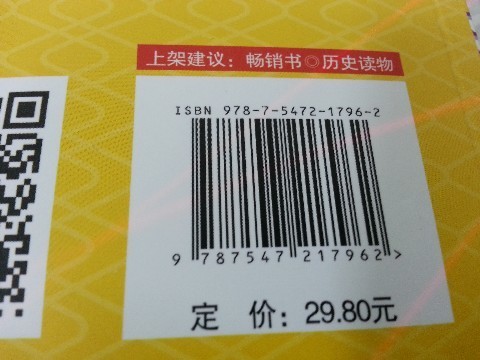 上架建议：畅销书◎历史读物
ISBN 978-7-5472-1796-2
9 787547 217962 >
定 价：29.80元